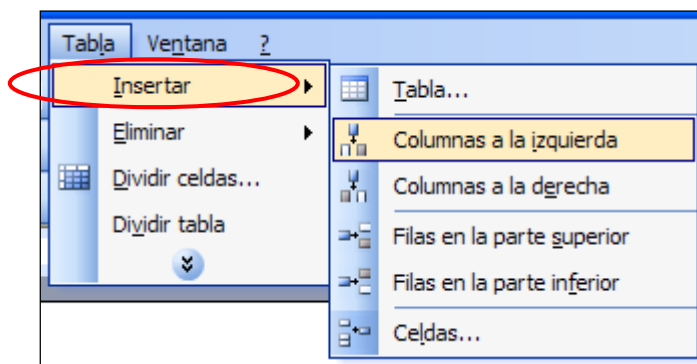 Tabla Ventana ?
Insertar
Eliminar
Dividir celdas...
Dividir tabla
Tabla...
Columnas a la izquierda
Columnas a la derecha
Filas en la parte superior
Filas en la parte inferior
Celdas...